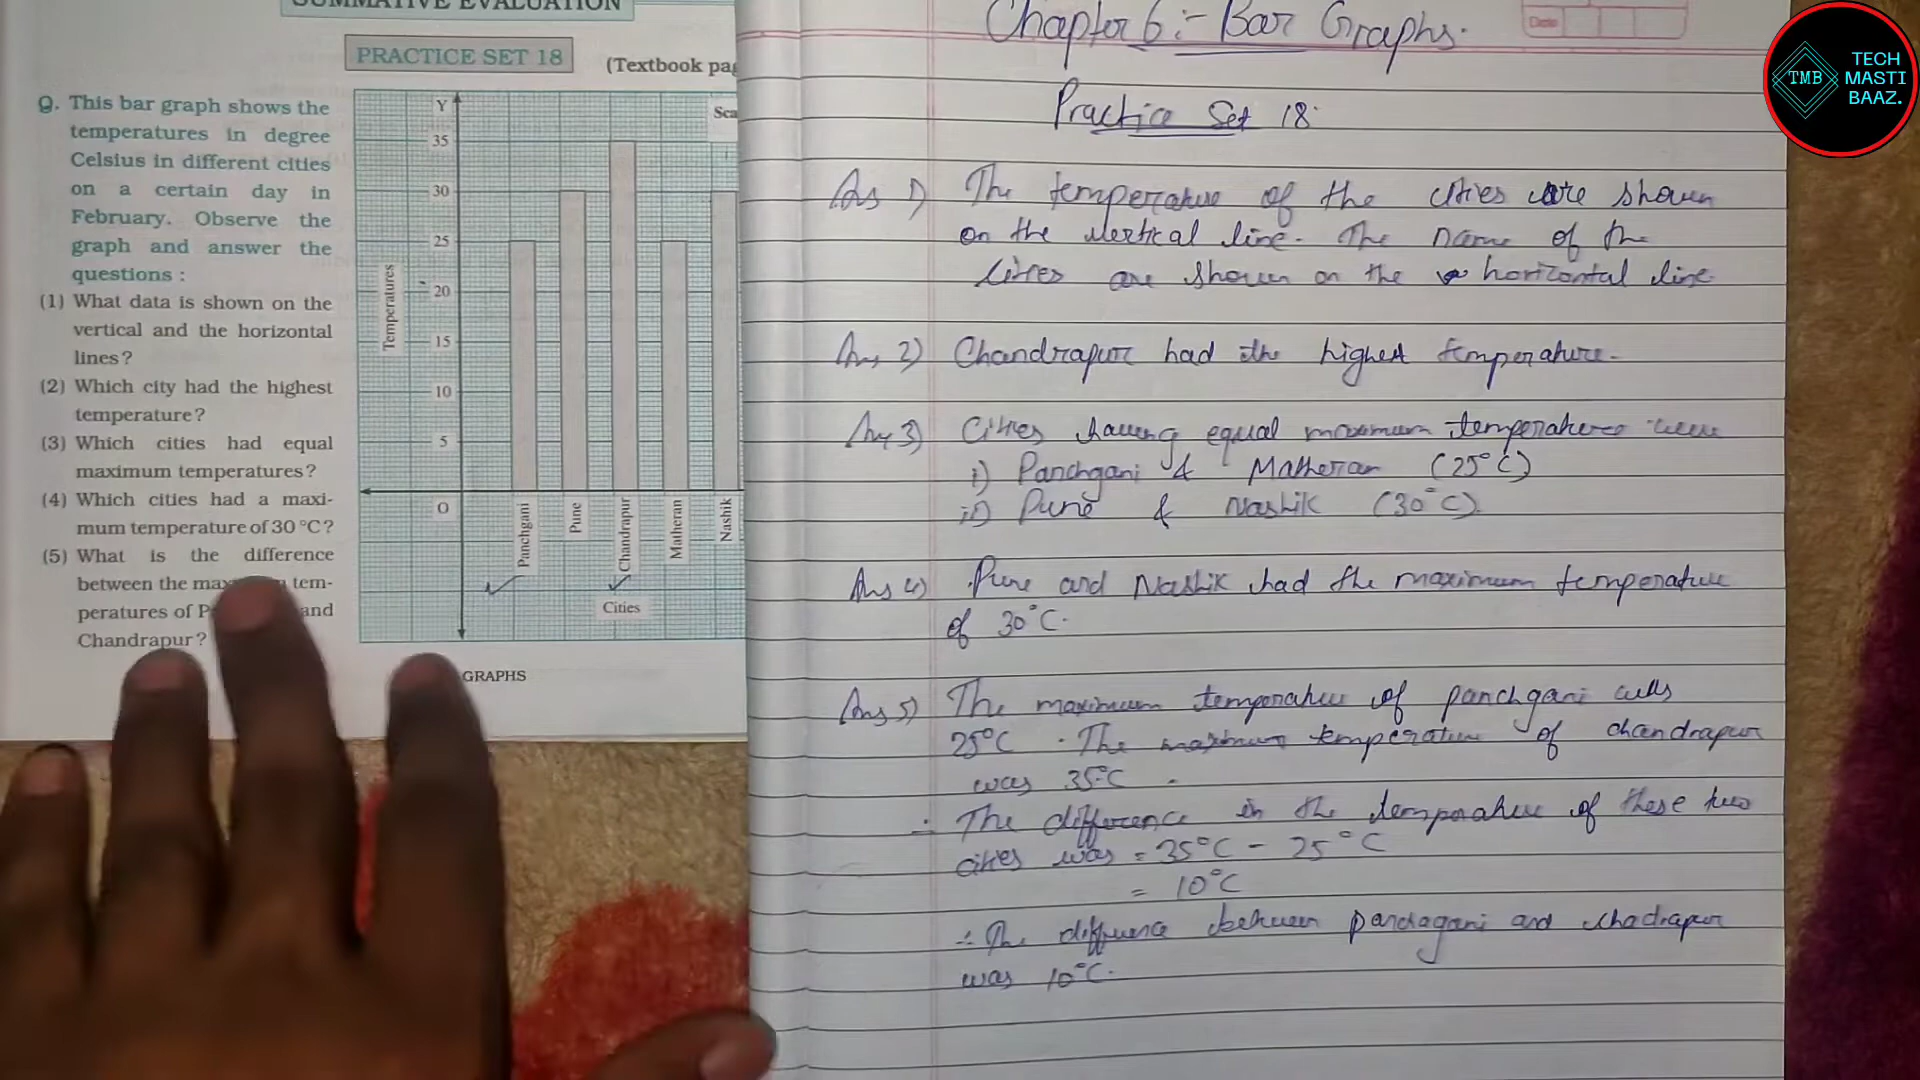 SUMMATIVE EVALUATION
PRACTICE SET 18
(Textbook pag
Q. This bar graph shows the
temperatures in degree
Celsius in different cities
on a certain day in
February. Observe the
graph and answer the
questions :
(1) What data is shown on the
vertical and the horizontal
lines?
(2) Which city had the highest
temperature?
(3) Which cities had equal
maximum temperatures?
(4) Which cities had a maxi-
mum temperature of 30 °C?
(5) What is the difference
between the tem-
peratures of and
Chandrapur?
Y
Sca
35
30
25
20
15
10
5
O
Temperatures
Panchgani
Pune
Chandrapur
Matheran
Nashik
Cities
GRAPHS
Chapter 6 :- Bar Graphs.
Date
Practice Set 18
Ans 1) The temperature of the cities are shown
on the vertical line. The name of the
cities are shown on the horizontal line
Ans 2) Chandrapur had the highest temperature.
Ans 3) Cities having equal maximum temperatures were
i) Panchgani & Matheran (25°C)
ii) Pune & Nashik (30°C).
Ans 4) Pune and Nashik had the maximum temperature
of 30°C.
Ans 5) The maximum temperature of panchgani was
25°C . The maximum temperature of chandrapur
was 35°C .
∴ The difference in the temperature of these two
cities was = 35°C - 25°C
= 10°C
∴ The difference between pancagani and chadrapur
was 10°C.
TMB
TECH
MASTI
BAAZ.